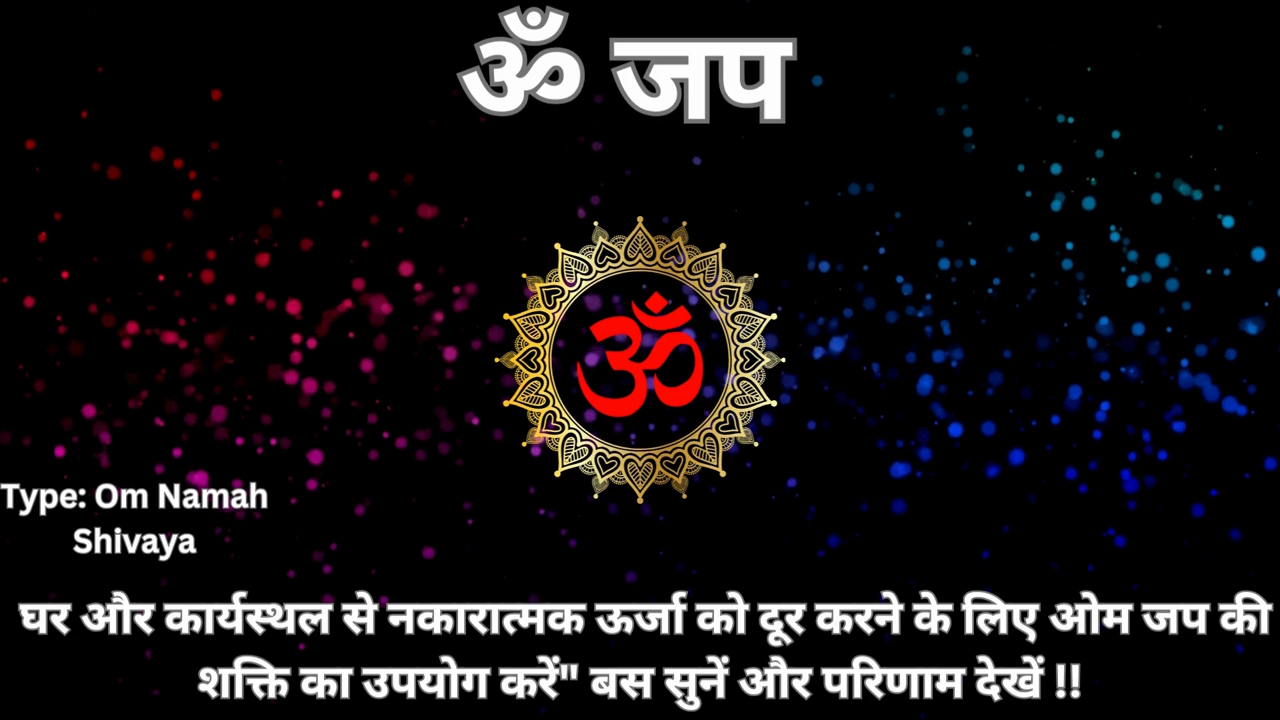 ॐ जप
ॐ
Type: Om Namah
Shivaya
घर और कार्यस्थल से नकारात्मक ऊर्जा को दूर करने के लिए ओम जप की
शक्ति का उपयोग करें" बस सुनें और परिणाम देखें !!